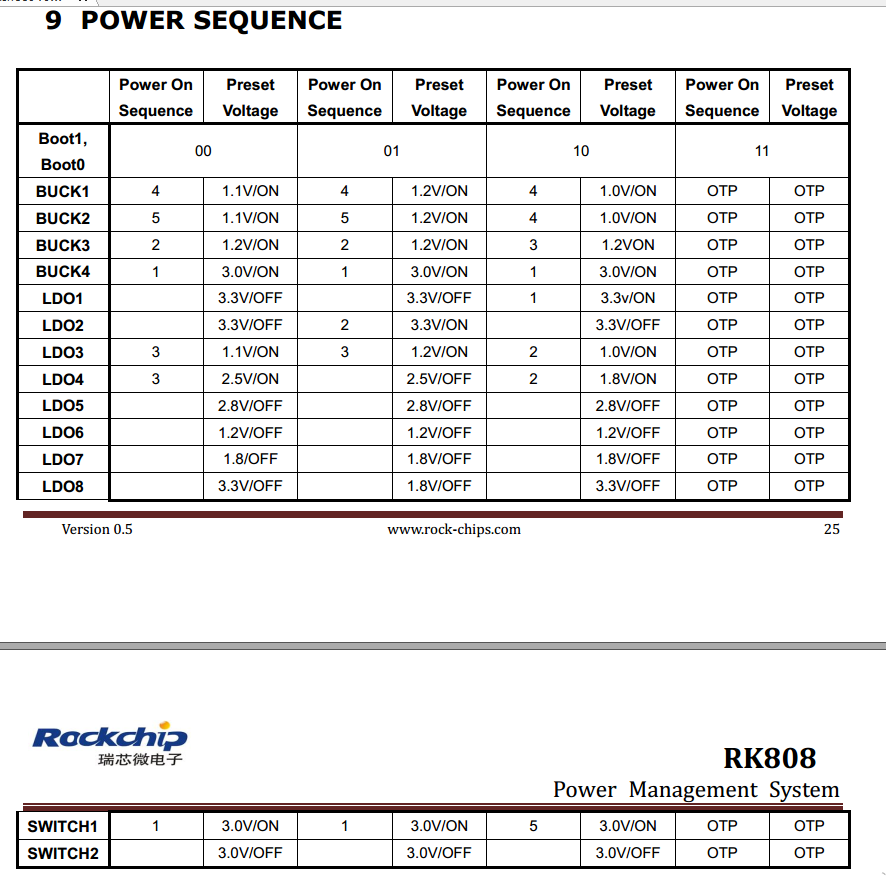 9 POWER SEQUENCE
Power On Sequence Preset Voltage Power On Sequence Preset Voltage Power On Sequence Preset Voltage Power On Sequence Preset Voltage
Boot1, Boot0 00 01 10 11
BUCK1 4 1.1V/ON 4 1.2V/ON 4 1.0V/ON OTP OTP
BUCK2 5 1.1V/ON 5 1.2V/ON 4 1.0V/ON OTP OTP
BUCK3 2 1.2V/ON 2 1.2V/ON 3 1.2VON OTP OTP
BUCK4 1 3.0V/ON 1 3.0V/ON 1 3.0V/ON OTP OTP
LDO1 3.3V/OFF 3.3V/OFF 1 3.3v/ON OTP OTP
LDO2 3.3V/OFF 2 3.3V/ON 3.3V/OFF OTP OTP
LDO3 3 1.1V/ON 3 1.2V/ON 2 1.0V/ON OTP OTP
LDO4 3 2.5V/ON 2.5V/OFF 2 1.8V/ON OTP OTP
LDO5 2.8V/OFF 2.8V/OFF 2.8V/OFF OTP OTP
LDO6 1.2V/OFF 1.2V/OFF 1.2V/OFF OTP OTP
LDO7 1.8/OFF 1.8V/OFF 1.8V/OFF OTP OTP
LDO8 3.3V/OFF 1.8V/OFF 3.3V/OFF OTP OTP
Version 0.5 www.rock-chips.com 25
Rockchip
瑞芯微电子
RK808
Power Management System
SWITCH1 1 3.0V/ON 1 3.0V/ON 5 3.0V/ON OTP OTP
SWITCH2 3.0V/OFF 3.0V/OFF 3.0V/OFF OTP OTP